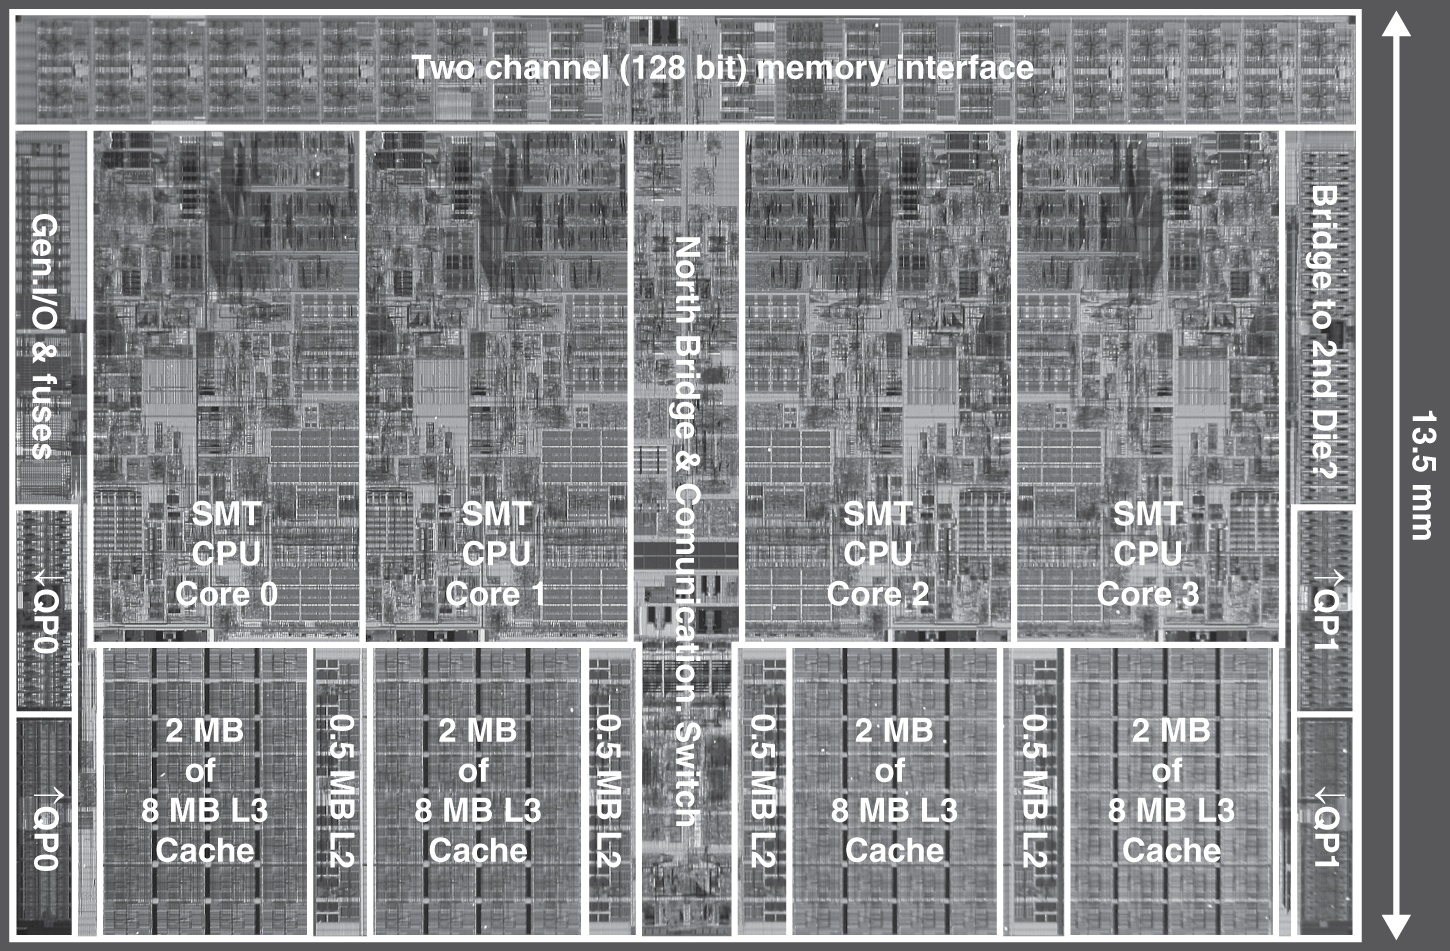 Two channel (128 bit) memory interface
Gen.I/O & fuses
↓QP0
↑QP0
SMT
CPU
Core 0
SMT
CPU
Core 1
North Bridge & Comunication. Switch
SMT
CPU
Core 2
SMT
CPU
Core 3
Bridge to 2nd Die?
↑QP1
↓QP1
2 MB
of
8 MB L3
Cache
0.5 MB L2
2 MB
of
8 MB L3
Cache
0.5 MB L2
0.5 MB L2
2 MB
of
8 MB L3
Cache
0.5 MB L2
2 MB
of
8 MB L3
Cache
13.5 mm